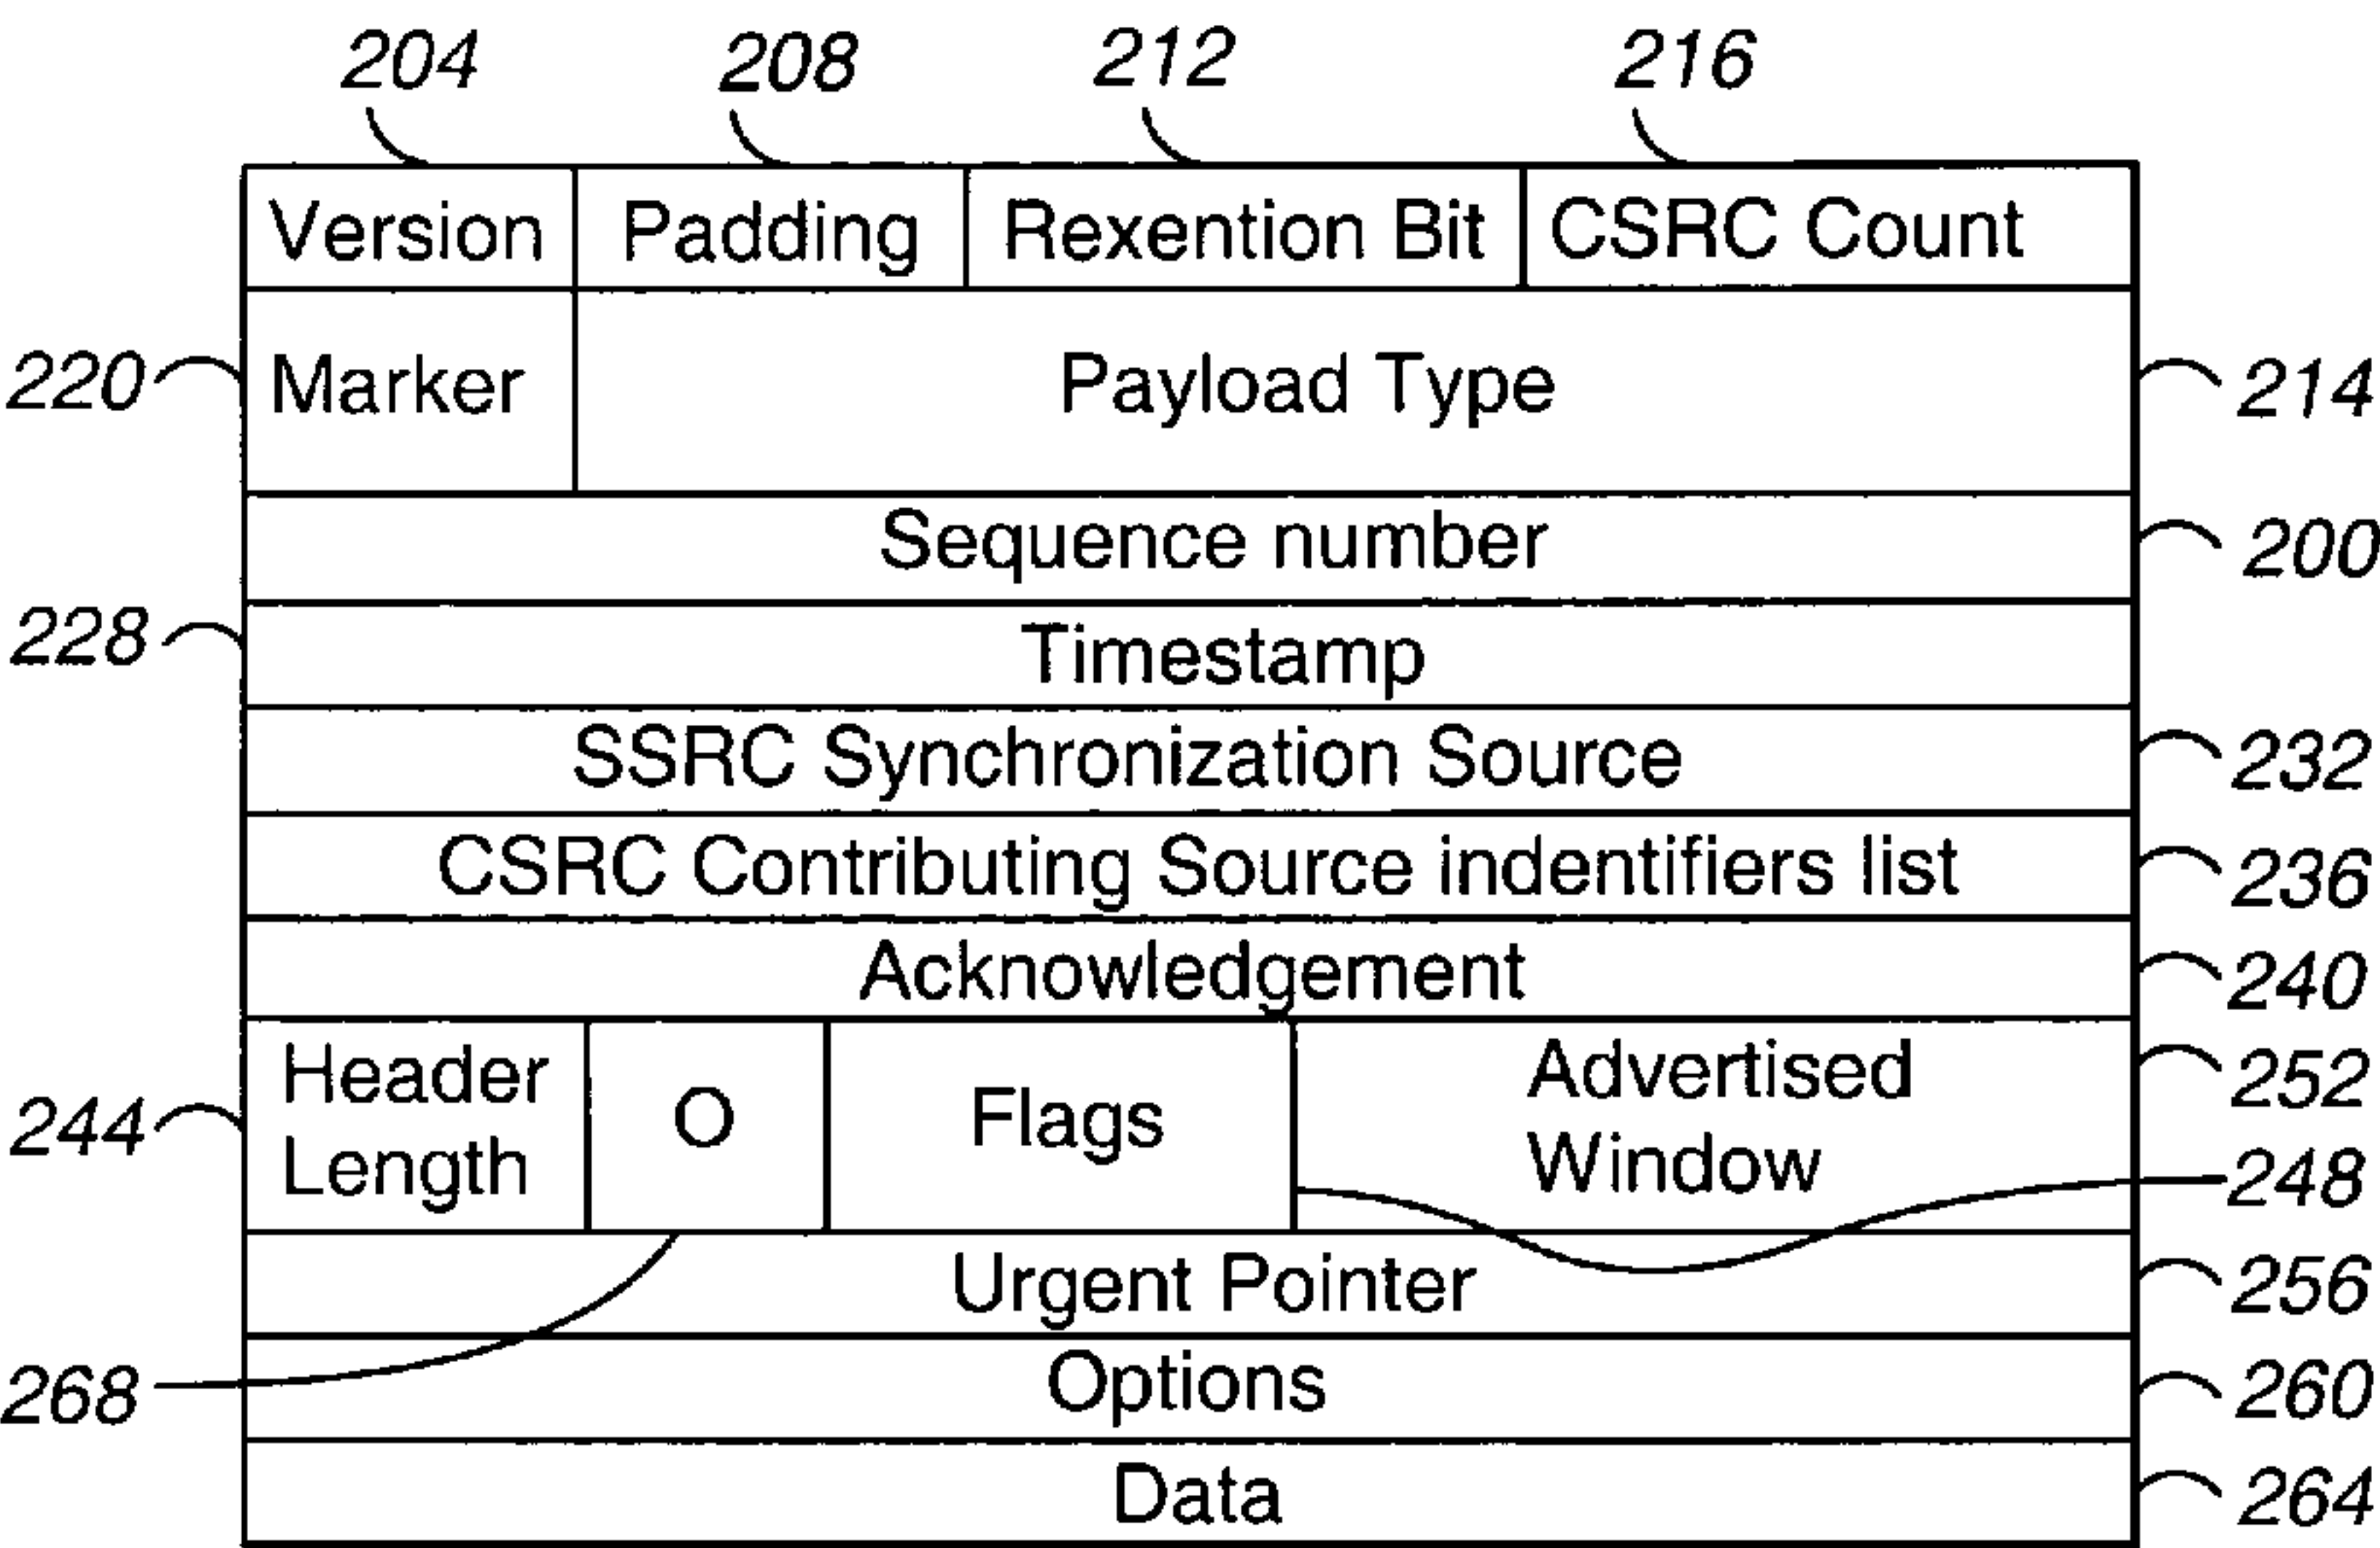 204 208 212 216
Version Padding Rexention Bit CSRC Count
220 Marker Payload Type 214
Sequence number 200
228 Timestamp
SSRC Synchronization Source 232
CSRC Contributing Source indentifiers list 236
Acknowledgement 240
Header Advertised 252
244 O Flags
Length Window 248
Urgent Pointer 256
268 Options 260
Data 264